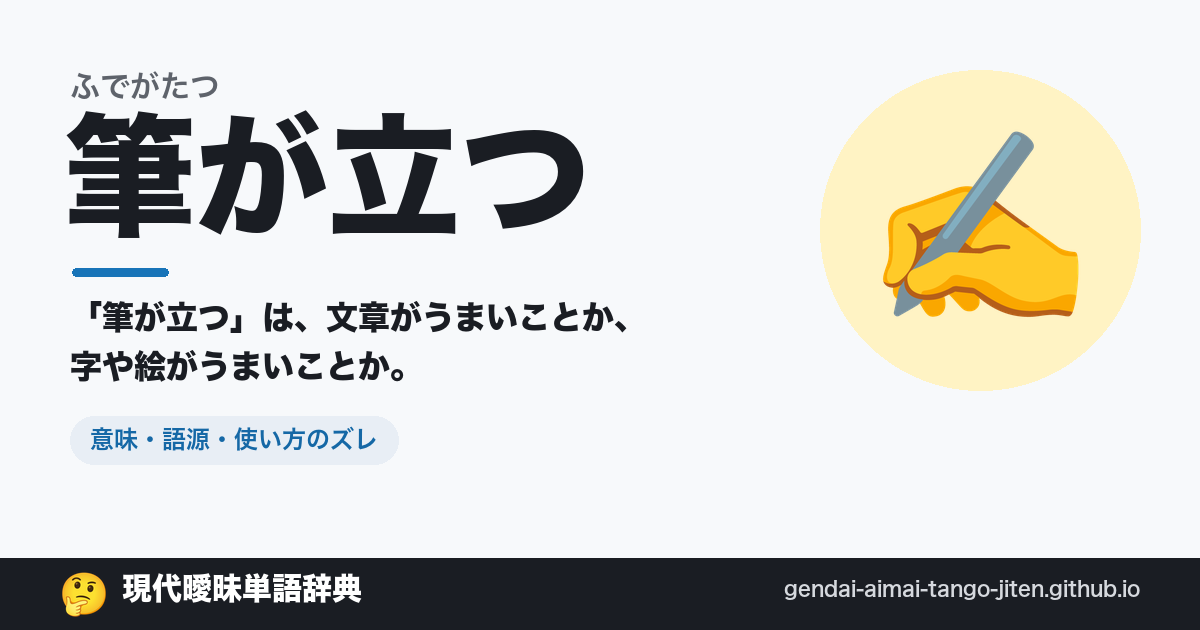 ふでがたつ
筆が立つ
「筆が立つ」は、文章がうまいことか、
字や絵がうまいことか。
意味・語源・使い方のズレ
現代曖昧単語辞典
gendai-aimai-tango-jiten.github.io